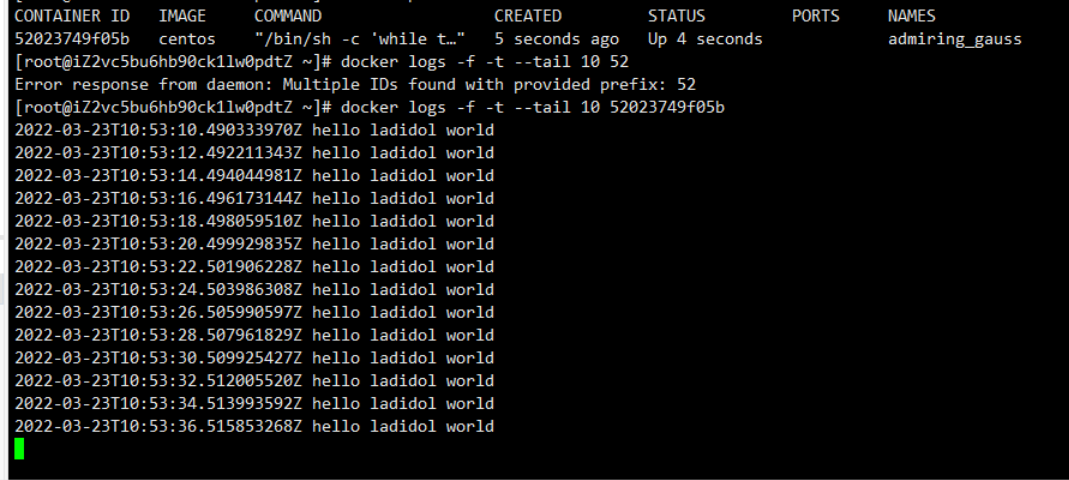 CONTAINER ID   IMAGE     COMMAND                  CREATED         STATUS         PORTS     NAMES
52023749f05b   centos    "/bin/sh -c 'while t…"   5 seconds ago   Up 4 seconds             admiring_gauss
[root@iZ2vc5bu6hb90ck1lw0pdtZ ~]# docker logs -f -t --tail 10 52
Error response from daemon: Multiple IDs found with provided prefix: 52
[root@iZ2vc5bu6hb90ck1lw0pdtZ ~]# docker logs -f -t --tail 10 52023749f05b
2022-03-23T10:53:10.490333970Z hello ladidol world
2022-03-23T10:53:12.492211343Z hello ladidol world
2022-03-23T10:53:14.494044981Z hello ladidol world
2022-03-23T10:53:16.496173144Z hello ladidol world
2022-03-23T10:53:18.498059510Z hello ladidol world
2022-03-23T10:53:20.499929835Z hello ladidol world
2022-03-23T10:53:22.501906228Z hello ladidol world
2022-03-23T10:53:24.503986308Z hello ladidol world
2022-03-23T10:53:26.505990597Z hello ladidol world
2022-03-23T10:53:28.507961829Z hello ladidol world
2022-03-23T10:53:30.509925427Z hello ladidol world
2022-03-23T10:53:32.512005520Z hello ladidol world
2022-03-23T10:53:34.513993592Z hello ladidol world
2022-03-23T10:53:36.515853268Z hello ladidol world